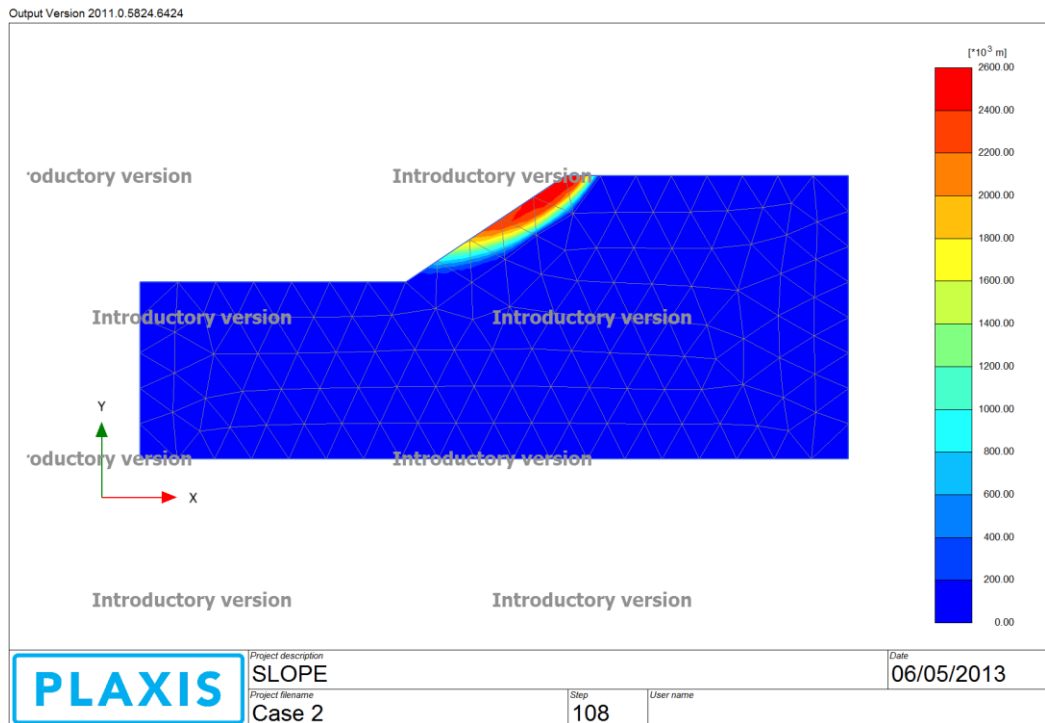 Output Version 2011.0.5824.6424
[*10³ m]
2600.00
2400.00
2200.00
2000.00
1800.00
1600.00
1400.00
1200.00
1000.00
800.00
600.00
400.00
200.00
0.00
roductory version
Introductory version
Introductory version
Introductory version
Y
roductory version
Introductory version
X
Introductory version
Introductory version
PLAXIS
Project description
SLOPE
Date
06/05/2013
Project filename
Case 2
Step
108
User name